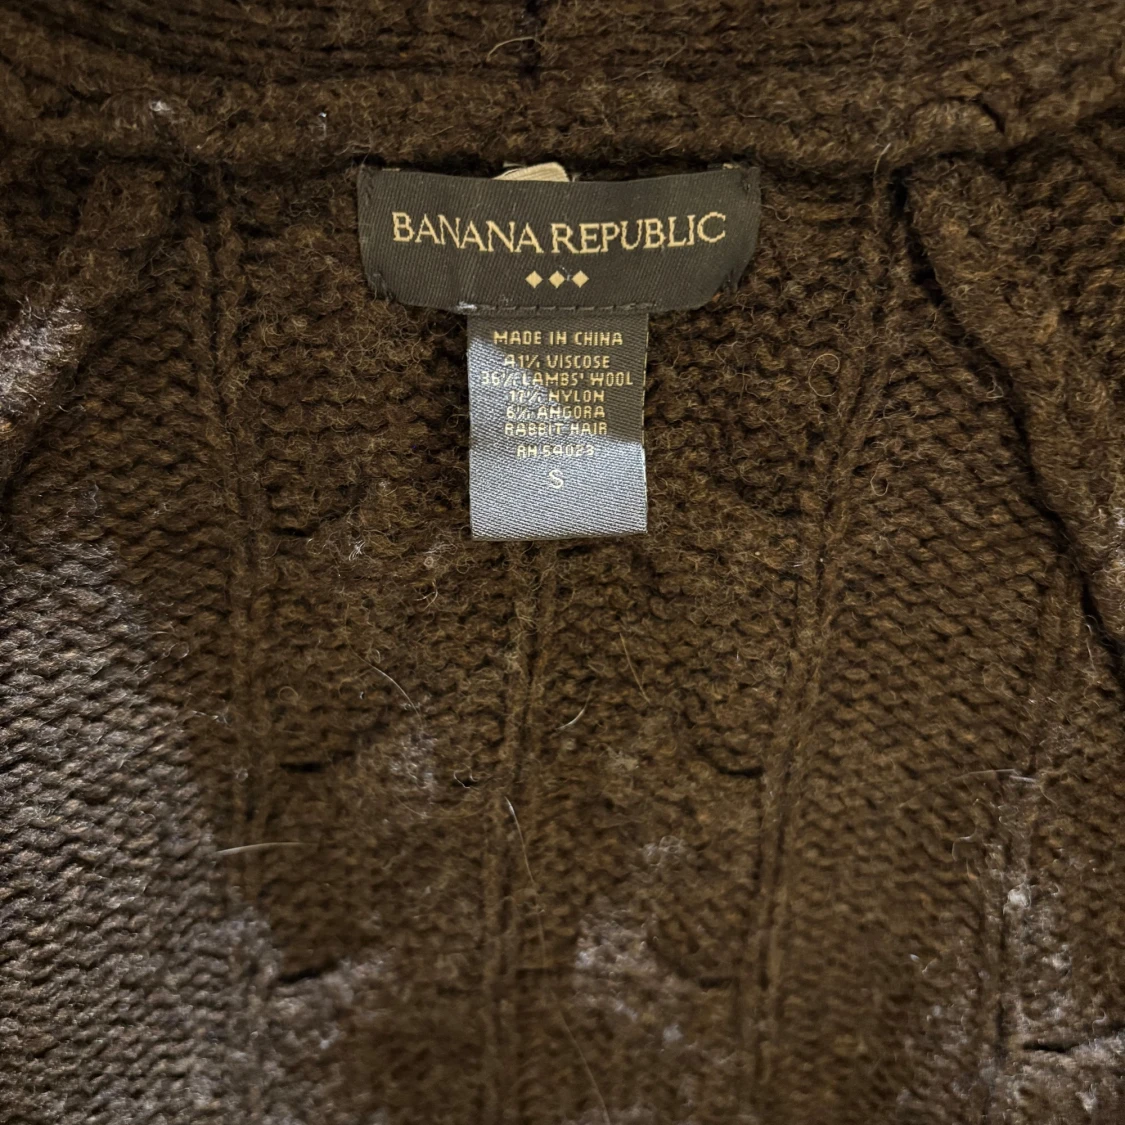 BANANA REPUBLIC
MADE IN CHINA
41% VISCOSE
36% LAMBS' WOOL
17% NYLON
6% ANGORA
RABBIT HAIR
RN 54023
S